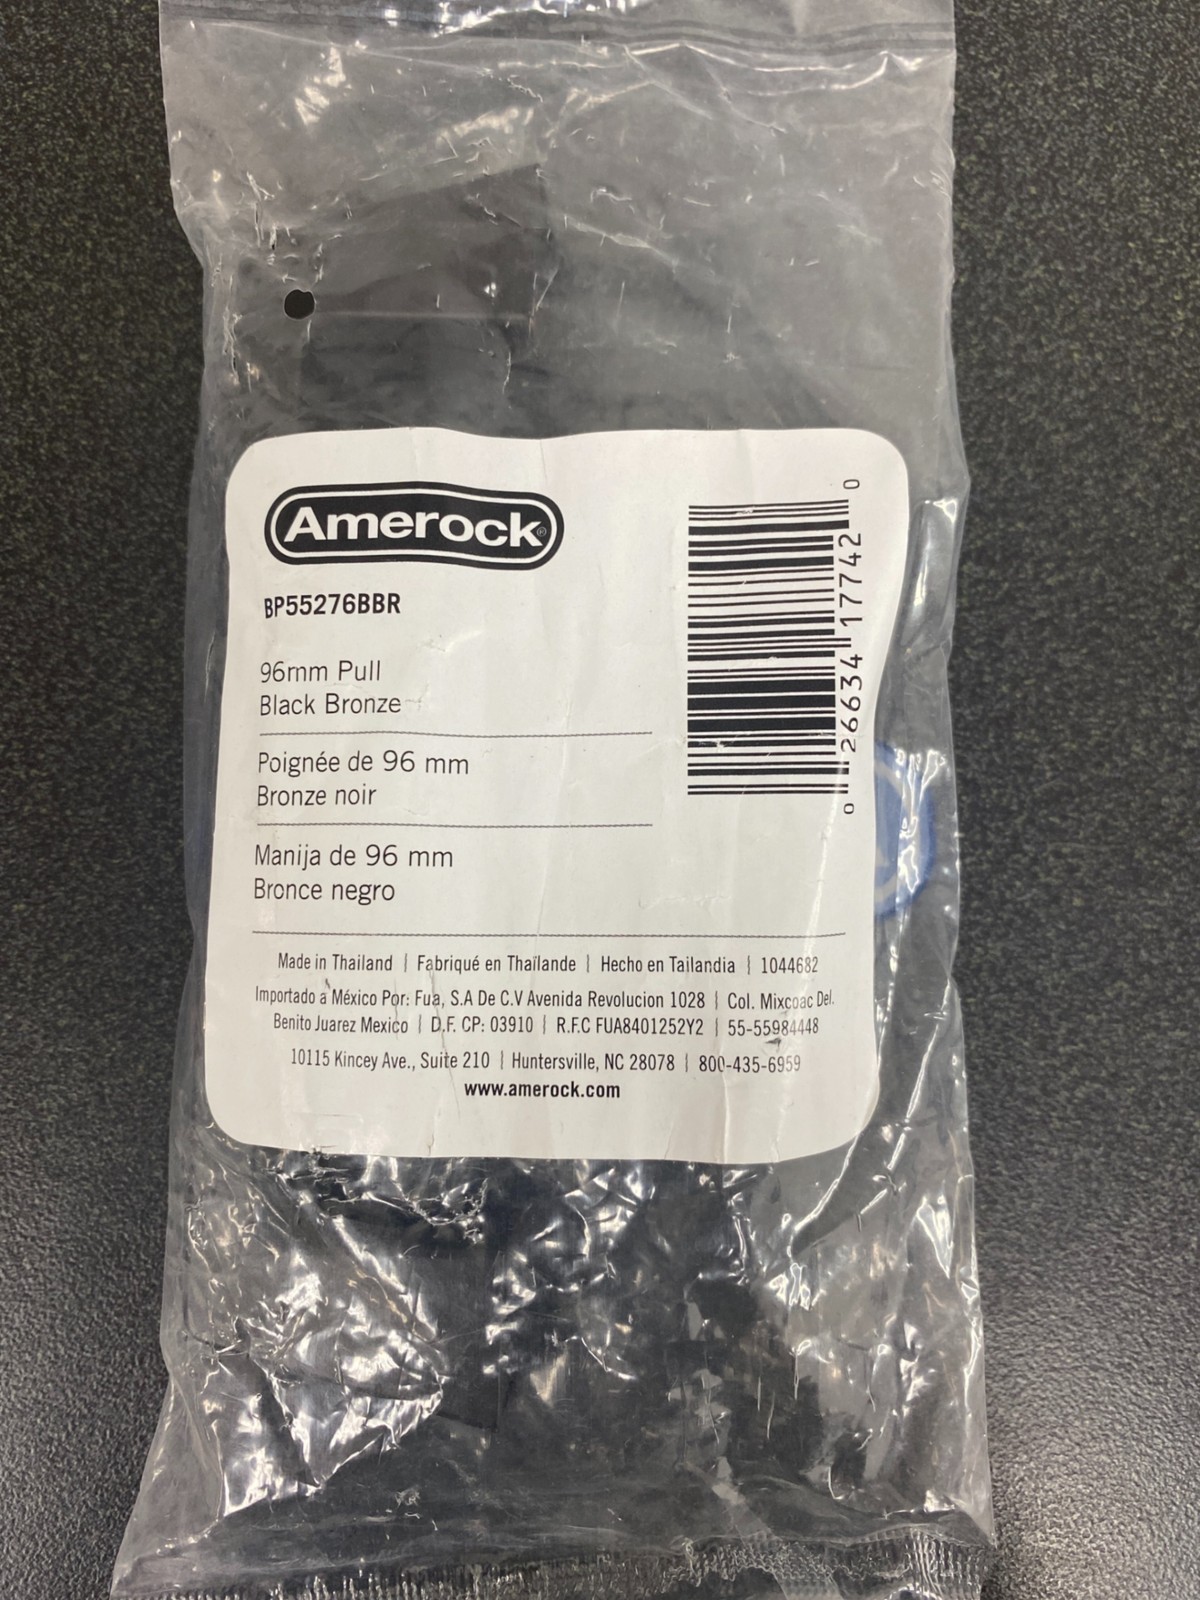 Amerock®
BP55276BBR
96mm Pull
Black Bronze
Poignée de 96 mm
Bronze noir
Manija de 96 mm
Bronce negro
0 26634 17742 0
Made in Thailand | Fabriqué en Thaïlande | Hecho en Tailandia | 1044682
Importado a México Por: Fua, S.A De C.V Avenida Revolucion 1028 | Col. Mixcoac Del.
Benito Juarez Mexico | D.F. CP: 03910 | R.F.C FUA8401252Y2 | 55-55984448
10115 Kincey Ave., Suite 210 | Huntersville, NC 28078 | 800-435-6959
www.amerock.com